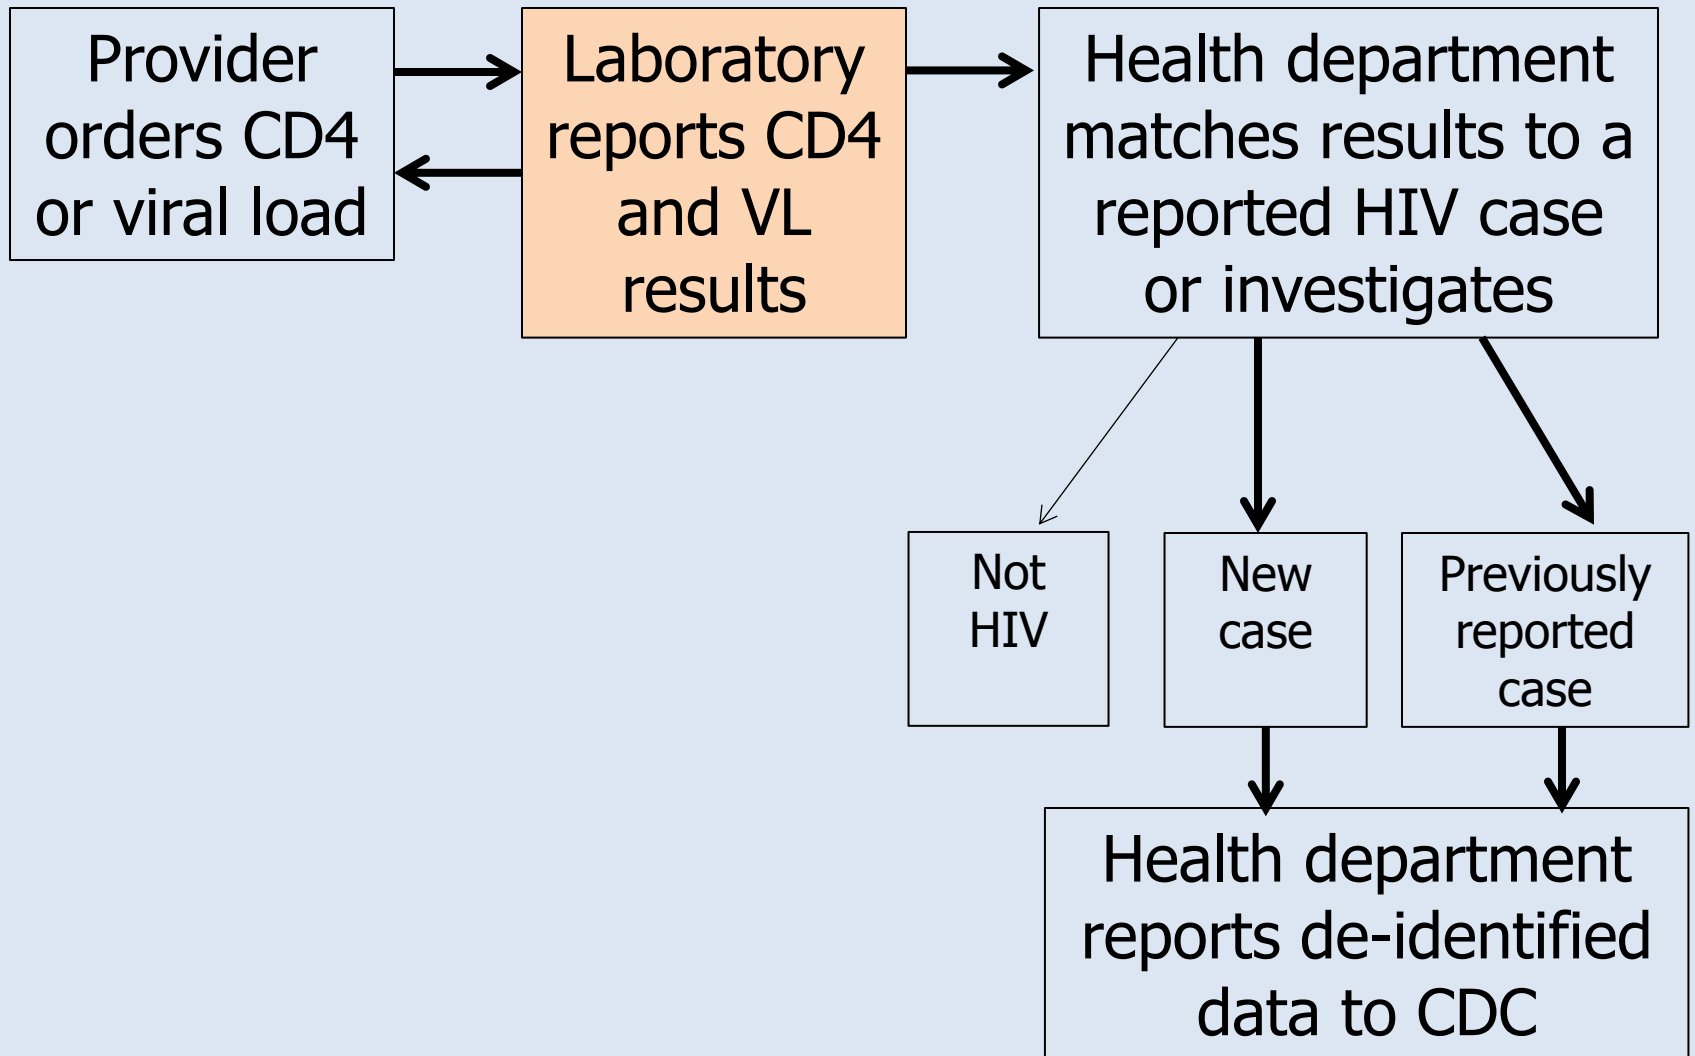 Provider
orders CD4
or viral load
Laboratory
reports CD4
and VL
results
Health department
matches results to a
reported HIV case
or investigates
Not
HIV
New
case
Previously
reported
case
Health department
reports de-identified
data to CDC